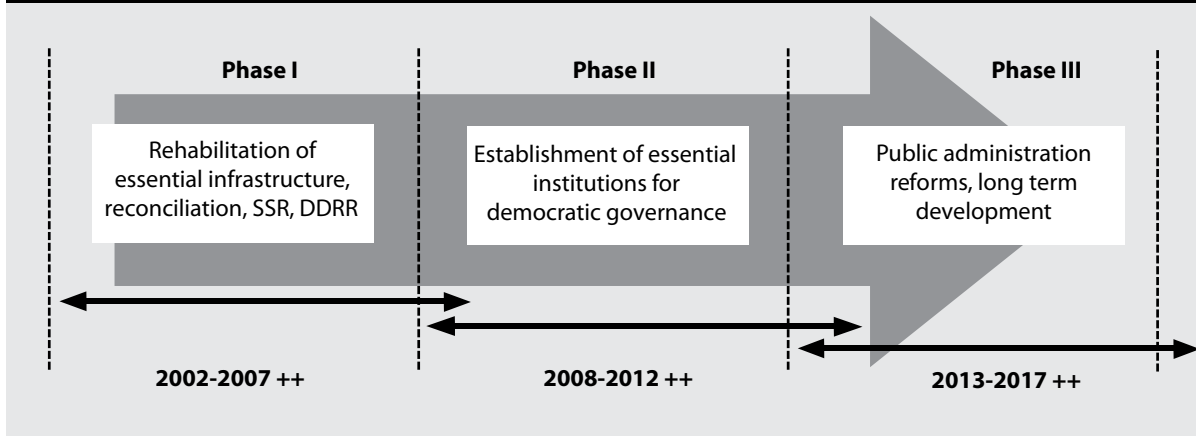 Phase I
Phase II
Phase III
Rehabilitation of
essential infrastructure,
reconciliation, SSR, DDRR
Establishment of essential
institutions for
democratic governance
Public administration
reforms, long term
development
2002-2007 ++
2008-2012 ++
2013-2017 ++